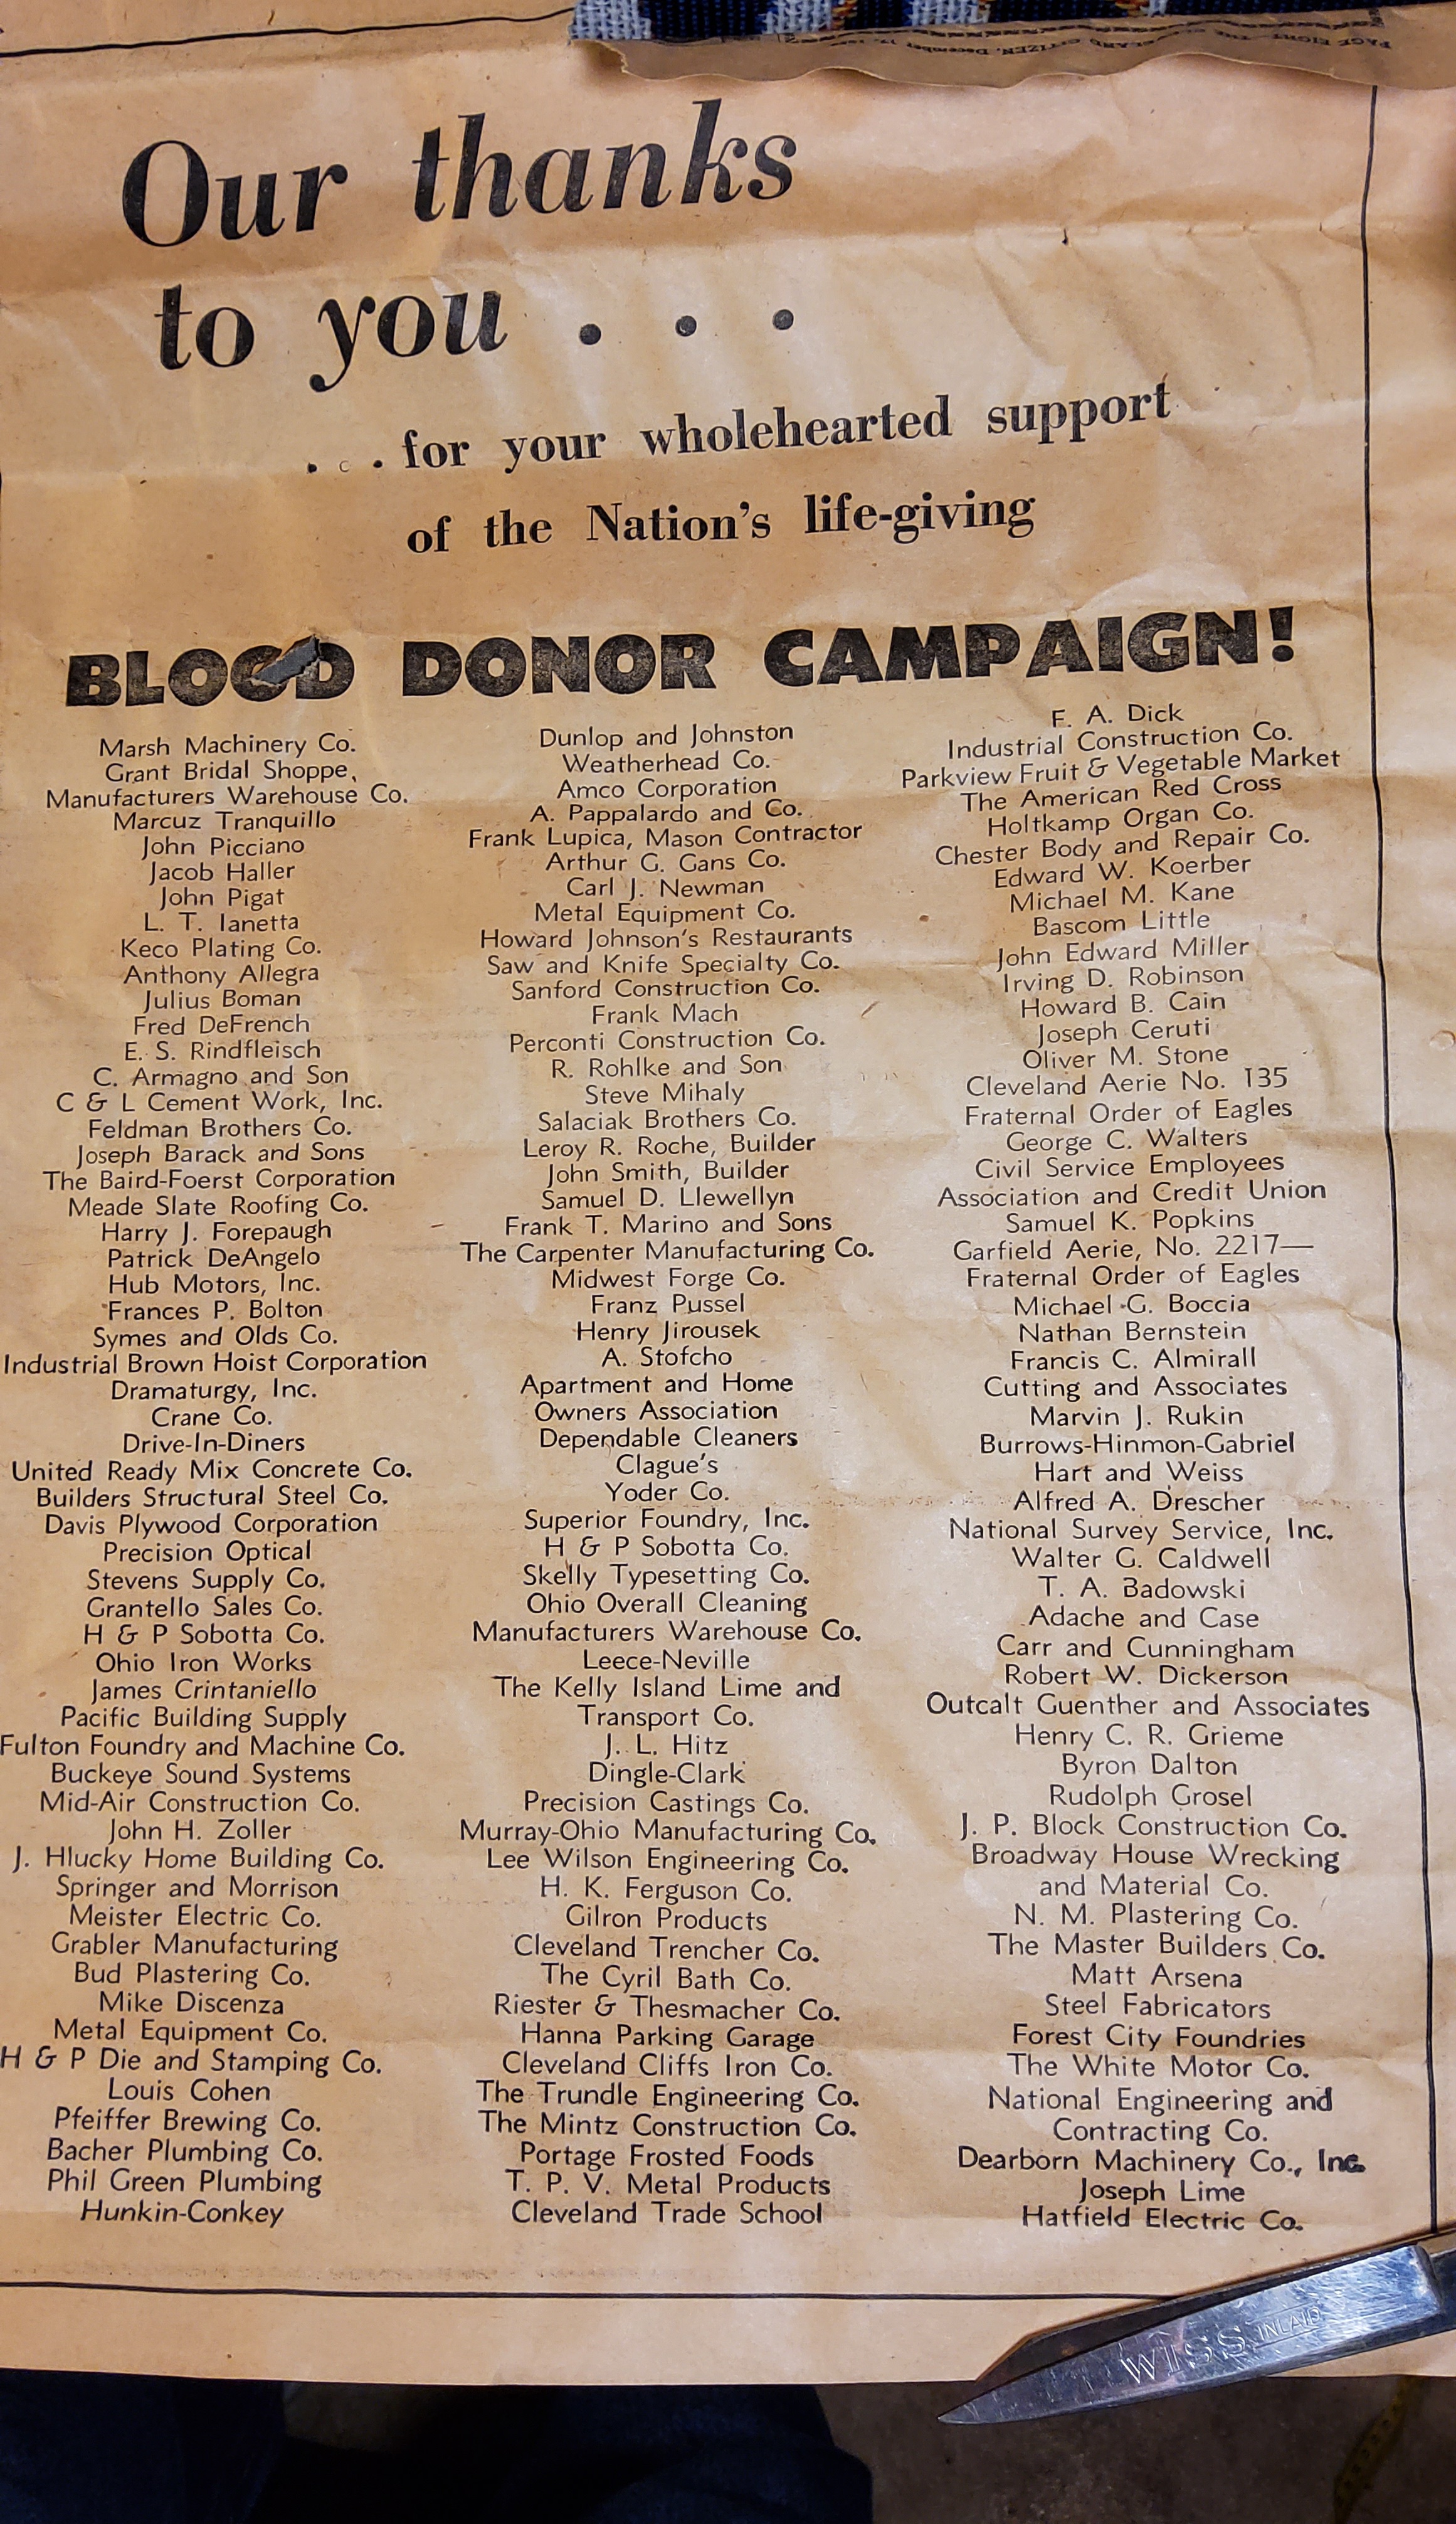 PAGE EIGHT
CITIZEN, December
Our thanks
to you . . .
. . . for your wholehearted support
of the Nation's life-giving
BLOOD DONOR CAMPAIGN!
Marsh Machinery Co.
Grant Bridal Shoppe,
Manufacturers Warehouse Co.
Marcuz Tranquillo
John Picciano
Jacob Haller
John Pigat
L. T. Ianetta
Keco Plating Co.
Anthony Allegra
Julius Boman
Fred DeFrench
E. S. Rindfleisch
C. Armagno and Son
C & L Cement Work, Inc.
Feldman Brothers Co.
Joseph Barack and Sons
The Baird-Foerst Corporation
Meade Slate Roofing Co.
Harry J. Forepaugh
Patrick DeAngelo
Hub Motors, Inc.
Frances P. Bolton
Symes and Olds Co.
Industrial Brown Hoist Corporation
Dramaturgy, Inc.
Crane Co.
Drive-In-Diners
United Ready Mix Concrete Co.
Builders Structural Steel Co.
Davis Plywood Corporation
Precision Optical
Stevens Supply Co.
Grantello Sales Co.
H & P Sobotta Co.
Ohio Iron Works
James Crintaniello
Pacific Building Supply
Fulton Foundry and Machine Co.
Buckeye Sound Systems
Mid-Air Construction Co.
John H. Zoller
J. Hlucky Home Building Co.
Springer and Morrison
Meister Electric Co.
Grabler Manufacturing
Bud Plastering Co.
Mike Discenza
Metal Equipment Co.
H & P Die and Stamping Co.
Louis Cohen
Pfeiffer Brewing Co.
Bacher Plumbing Co.
Phil Green Plumbing
Hunkin-Conkey
Dunlop and Johnston
Weatherhead Co.
Amco Corporation
A. Pappalardo and Co.
Frank Lupica, Mason Contractor
Arthur G. Gans Co.
Carl J. Newman
Metal Equipment Co.
Howard Johnson's Restaurants
Saw and Knife Specialty Co.
Sanford Construction Co.
Frank Mach
Perconti Construction Co.
R. Rohlke and Son
Steve Mihaly
Salaciak Brothers Co.
Leroy R. Roche, Builder
John Smith, Builder
Samuel D. Llewellyn
Frank T. Marino and Sons
The Carpenter Manufacturing Co.
Midwest Forge Co.
Franz Pussel
Henry Jirousek
A. Stofcho
Apartment and Home
Owners Association
Dependable Cleaners
Clague's
Yoder Co.
Superior Foundry, Inc.
H & P Sobotta Co.
Skelly Typesetting Co.
Ohio Overall Cleaning
Manufacturers Warehouse Co.
Leece-Neville
The Kelly Island Lime and
Transport Co.
J. L. Hitz
Dingle-Clark
Precision Castings Co.
Murray-Ohio Manufacturing Co.
Lee Wilson Engineering Co.
H. K. Ferguson Co.
Gilron Products
Cleveland Trencher Co.
The Cyril Bath Co.
Riester & Thesmacher Co.
Hanna Parking Garage
Cleveland Cliffs Iron Co.
The Trundle Engineering Co.
The Mintz Construction Co.
Portage Frosted Foods
T. P. V. Metal Products
Cleveland Trade School
F. A. Dick
Industrial Construction Co.
Parkview Fruit & Vegetable Market
The American Red Cross
Holtkamp Organ Co.
Chester Body and Repair Co.
Edward W. Koerber
Michael M. Kane
Bascom Little
John Edward Miller
Irving D. Robinson
Howard B. Cain
Joseph Ceruti
Oliver M. Stone
Cleveland Aerie No. 135
Fraternal Order of Eagles
George C. Walters
Civil Service Employees
Association and Credit Union
Samuel K. Popkins
Garfield Aerie, No. 2217—
Fraternal Order of Eagles
Michael G. Boccia
Nathan Bernstein
Francis C. Almirall
Cutting and Associates
Marvin J. Rukin
Burrows-Hinmon-Gabriel
Hart and Weiss
Alfred A. Drescher
National Survey Service, Inc.
Walter G. Caldwell
T. A. Badowski
Adache and Case
Carr and Cunningham
Robert W. Dickerson
Outcalt Guenther and Associates
Henry C. R. Grieme
Byron Dalton
Rudolph Grosel
J. P. Block Construction Co.
Broadway House Wrecking
and Material Co.
N. M. Plastering Co.
The Master Builders Co.
Matt Arsena
Steel Fabricators
Forest City Foundries
The White Motor Co.
National Engineering and
Contracting Co.
Dearborn Machinery Co., Inc.
Joseph Lime
Hatfield Electric Co.
WISS INLAID